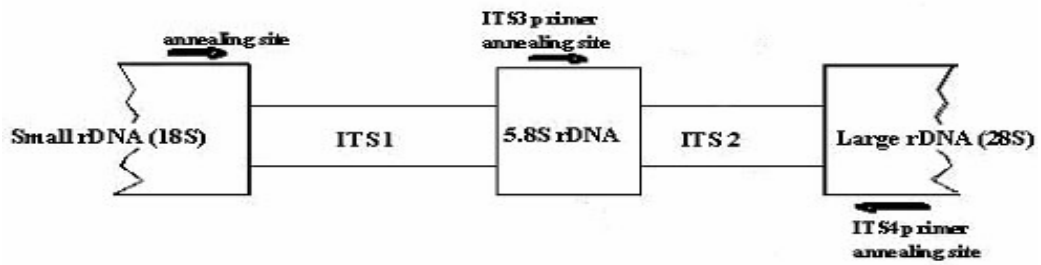 ITS3 primer
annealing site
annealing site
Small rDNA (18S)
ITS1
5.8S rDNA
ITS 2
Large rDNA (28S)
ITS4 primer
annealing site